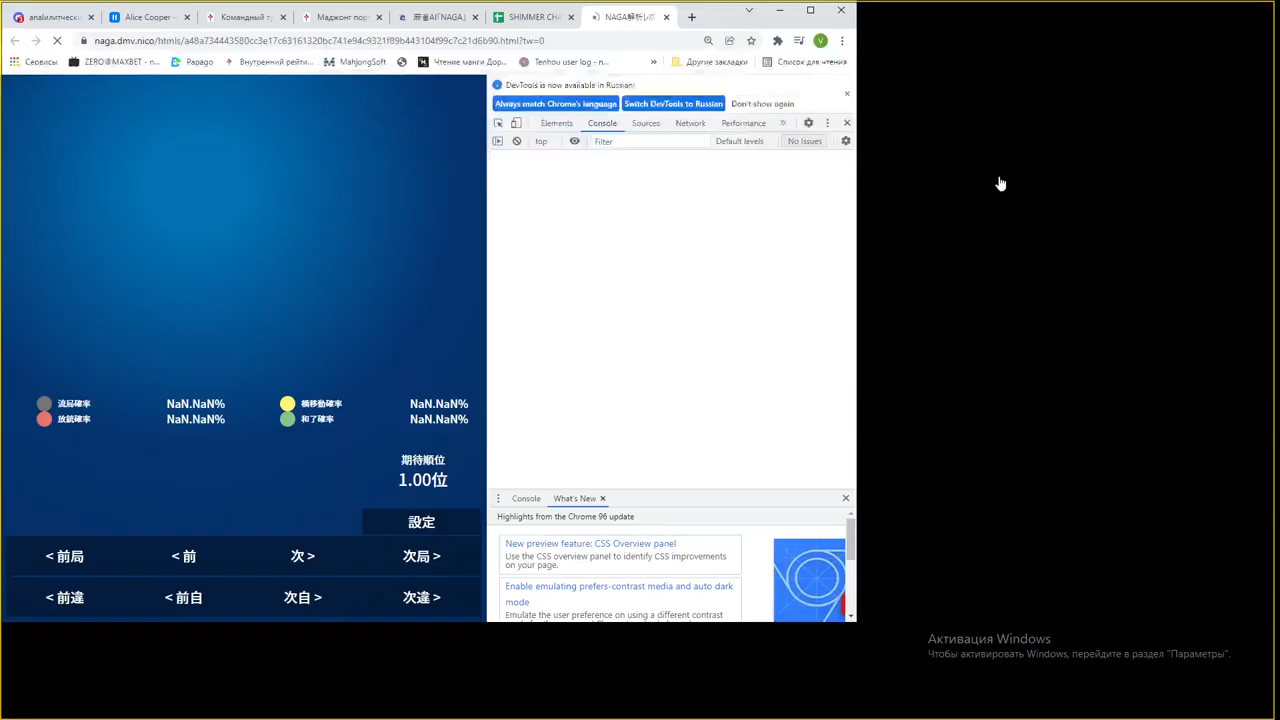 analилитческ
Alice Cooper —
Командный ту
Маджонг порт
麻雀AI「NAGA」
SHIMMER CHA
NAGA解析レポ
naga.dmv.nico/htmls/a48a734443580cc3e17c63161320bc741e94c9321f89b443104f99c7c21d6b90.html?tw=0
V
Сервисы
ZERO@MAXBET - n...
Papago
Внутренний рейти...
MahjongSoft
Чтение манги Дор...
Tenhou user log - n...
»
Другие закладки
Список для чтения
DevTools is now available in Russian!
Always match Chrome's language
Switch DevTools to Russian
Don't show again
Elements
Console
Sources
Network
Performance
»
top
Filter
Default levels
No Issues
流局確率
NaN.NaN%
横移動確率
NaN.NaN%
放銃確率
NaN.NaN%
和了確率
NaN.NaN%
期待順位
1.00位
設定
< 前局
< 前
次 >
次局 >
< 前違
< 前自
次自 >
次違 >
Console
What's New
Highlights from the Chrome 96 update
New preview feature: CSS Overview panel
Use the CSS overview panel to identify CSS improvements
on your page.
Enable emulating prefers-contrast media and auto dark
mode
Emulate the user preference on using a different contrast
Активация Windows
Чтобы активировать Windows, перейдите в раздел "Параметры".